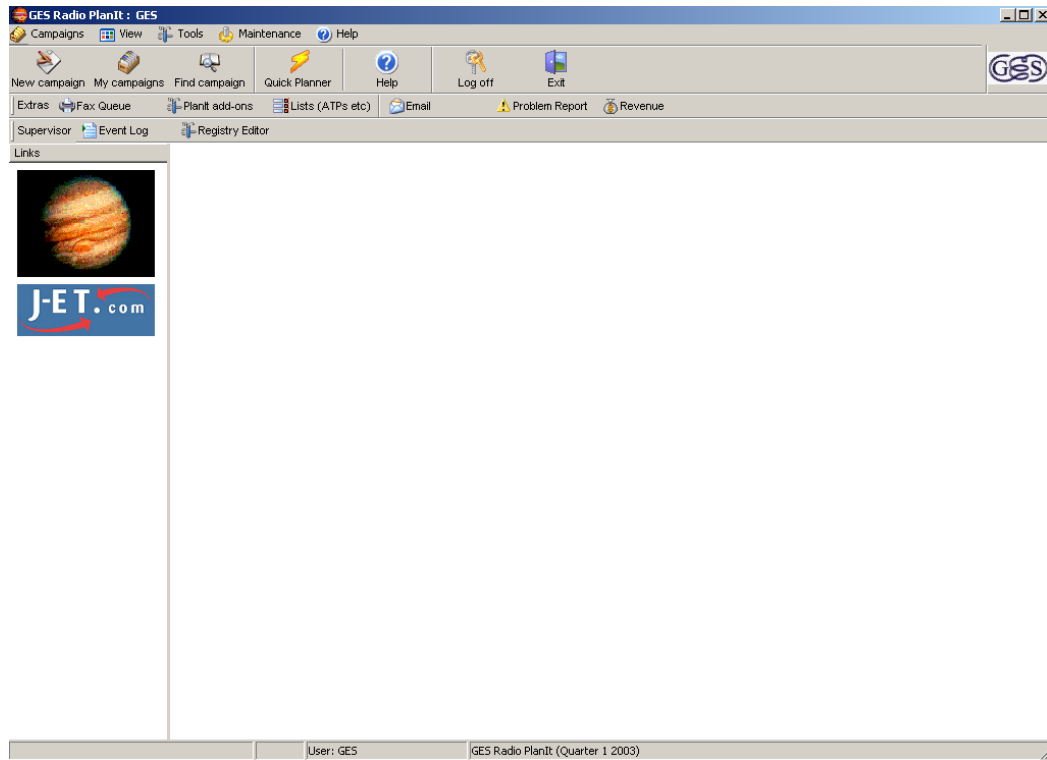 GES Radio PlanIt : GES
Campaigns View Tools Maintenance Help
New campaign My campaigns Find campaign Quick Planner Help Log off Exit
GES
Extras Fax Queue PlanIt add-ons Lists (ATPs etc) Email Problem Report Revenue
Supervisor Event Log Registry Editor
Links
J-ET.com
User: GES GES Radio PlanIt (Quarter 1 2003)